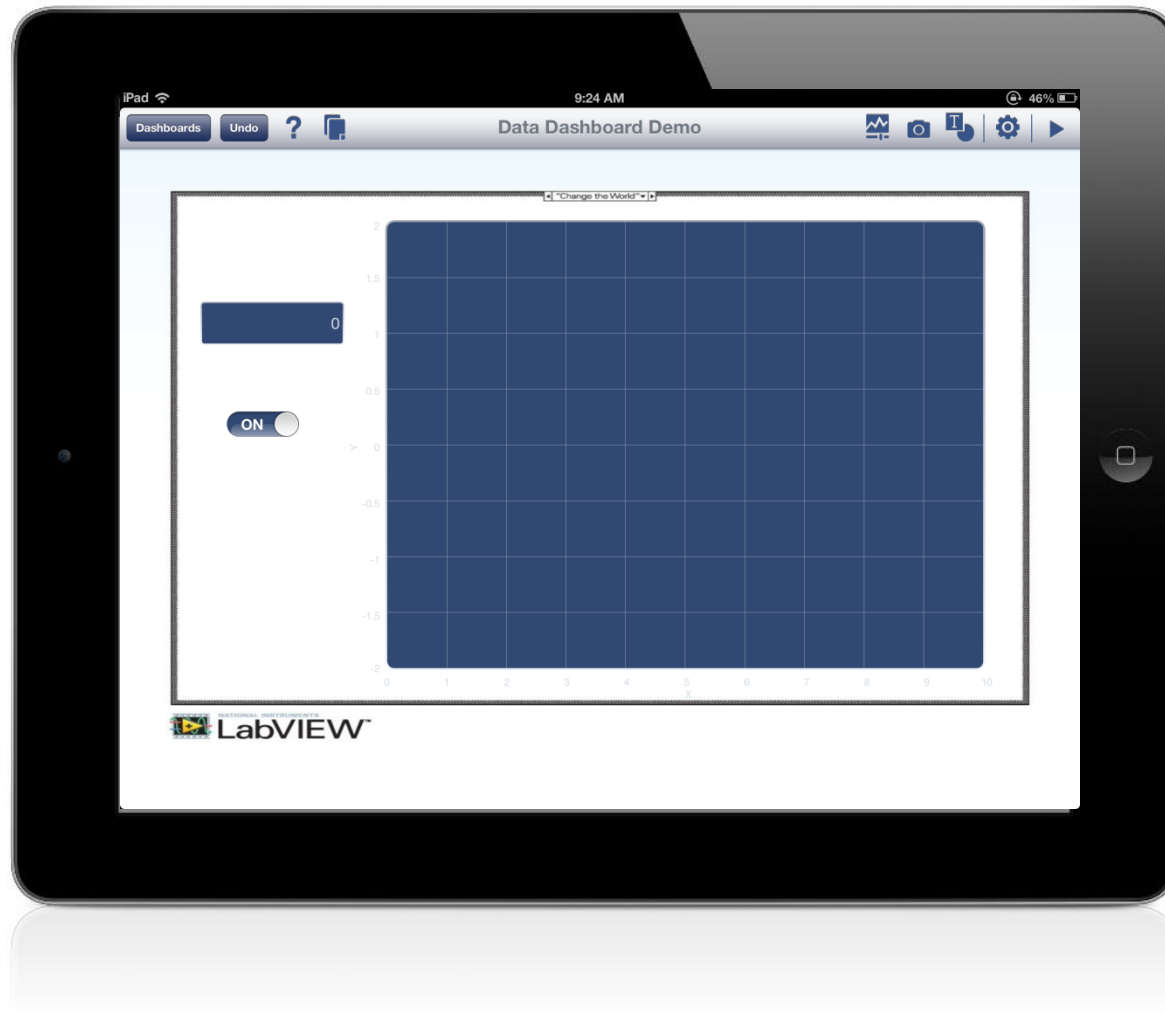 iPad 9:24 AM 46%
Dashboards Undo ? Data Dashboard Demo T
"Change the World"
2
1.5
0
1
0.5
ON
Y 0
-0.5
-1
-1.5
-2
0 1 2 3 4 5 6 7 8 9 10
X
NATIONAL INSTRUMENTS
LabVIEW™